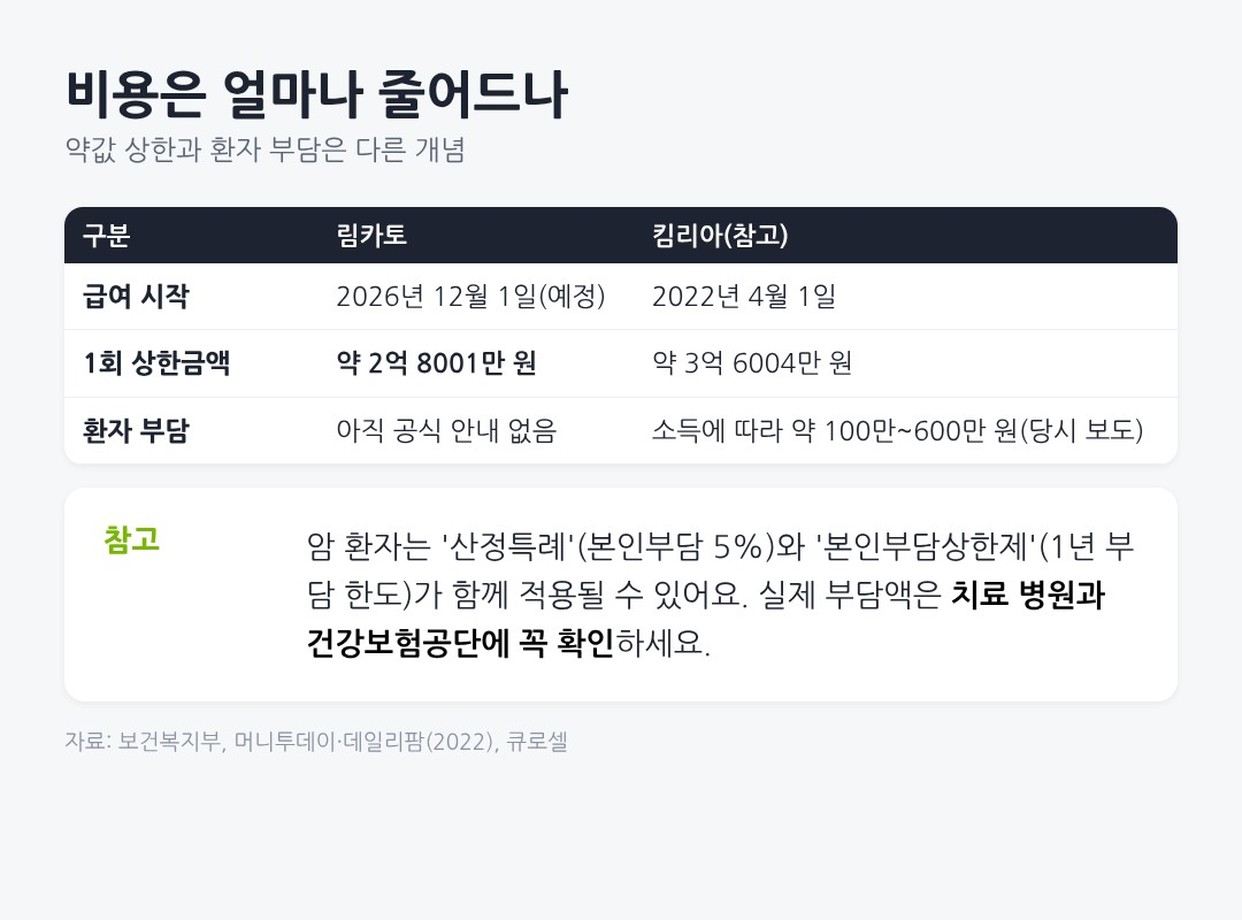 비용은 얼마나 줄어드나
약값 상한과 환자 부담은 다른 개념
구분 림카토 킴리아(참고)
급여 시작 2026년 12월 1일(예정) 2022년 4월 1일
1회 상한금액 약 2억 8001만 원 약 3억 6004만 원
환자 부담 아직 공식 안내 없음 소득에 따라 약 100만~600만 원(당시 보도)
참고
암 환자는 '산정특례'(본인부담 5%)와 '본인부담상한제'(1년 부
담 한도)가 함께 적용될 수 있어요. 실제 부담액은 치료 병원과
건강보험공단에 꼭 확인하세요.
자료: 보건복지부, 머니투데이·데일리팜(2022), 큐로셀